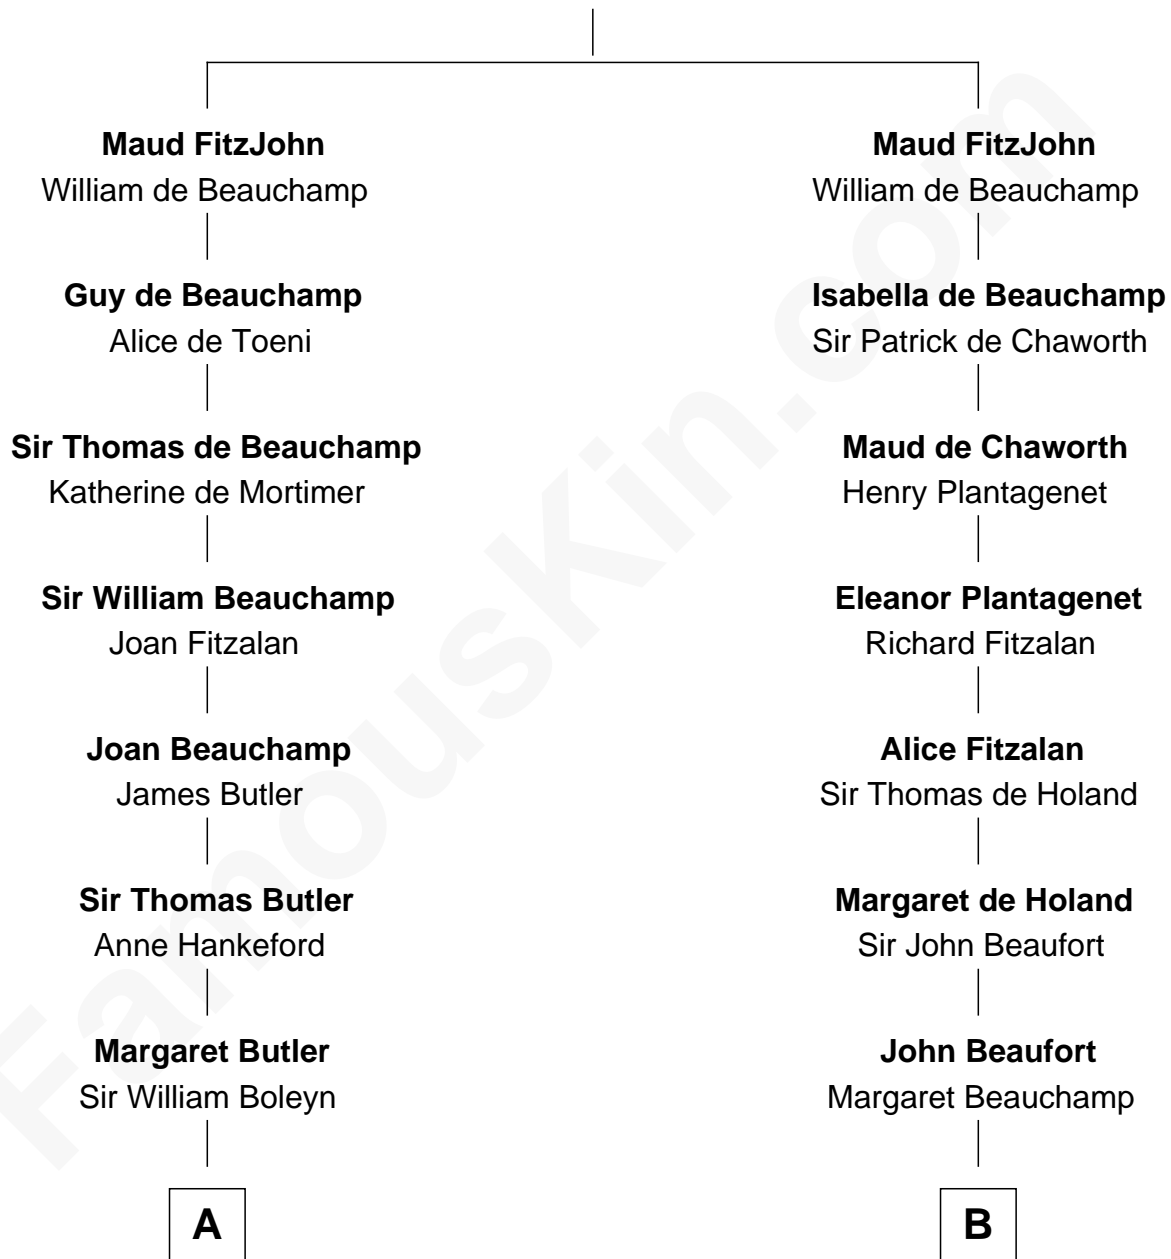 Maud FitzJohn
William de Beauchamp
Guy de Beauchamp
Alice de Toeni
Sir Thomas de Beauchamp
Katherine de Mortimer
Sir William Beauchamp
Joan Fitzalan
Joan Beauchamp
James Butler
Sir Thomas Butler
Anne Hankeford
Margaret Butler
Sir William Boleyn
A
Maud FitzJohn
William de Beauchamp
Isabella de Beauchamp
Sir Patrick de Chaworth
Maud de Chaworth
Henry Plantagenet
Eleanor Plantagenet
Richard Fitzalan
Alice Fitzalan
Sir Thomas de Holand
Margaret de Holand
Sir John Beaufort
John Beaufort
Margaret Beauchamp
B
FamousKin.com